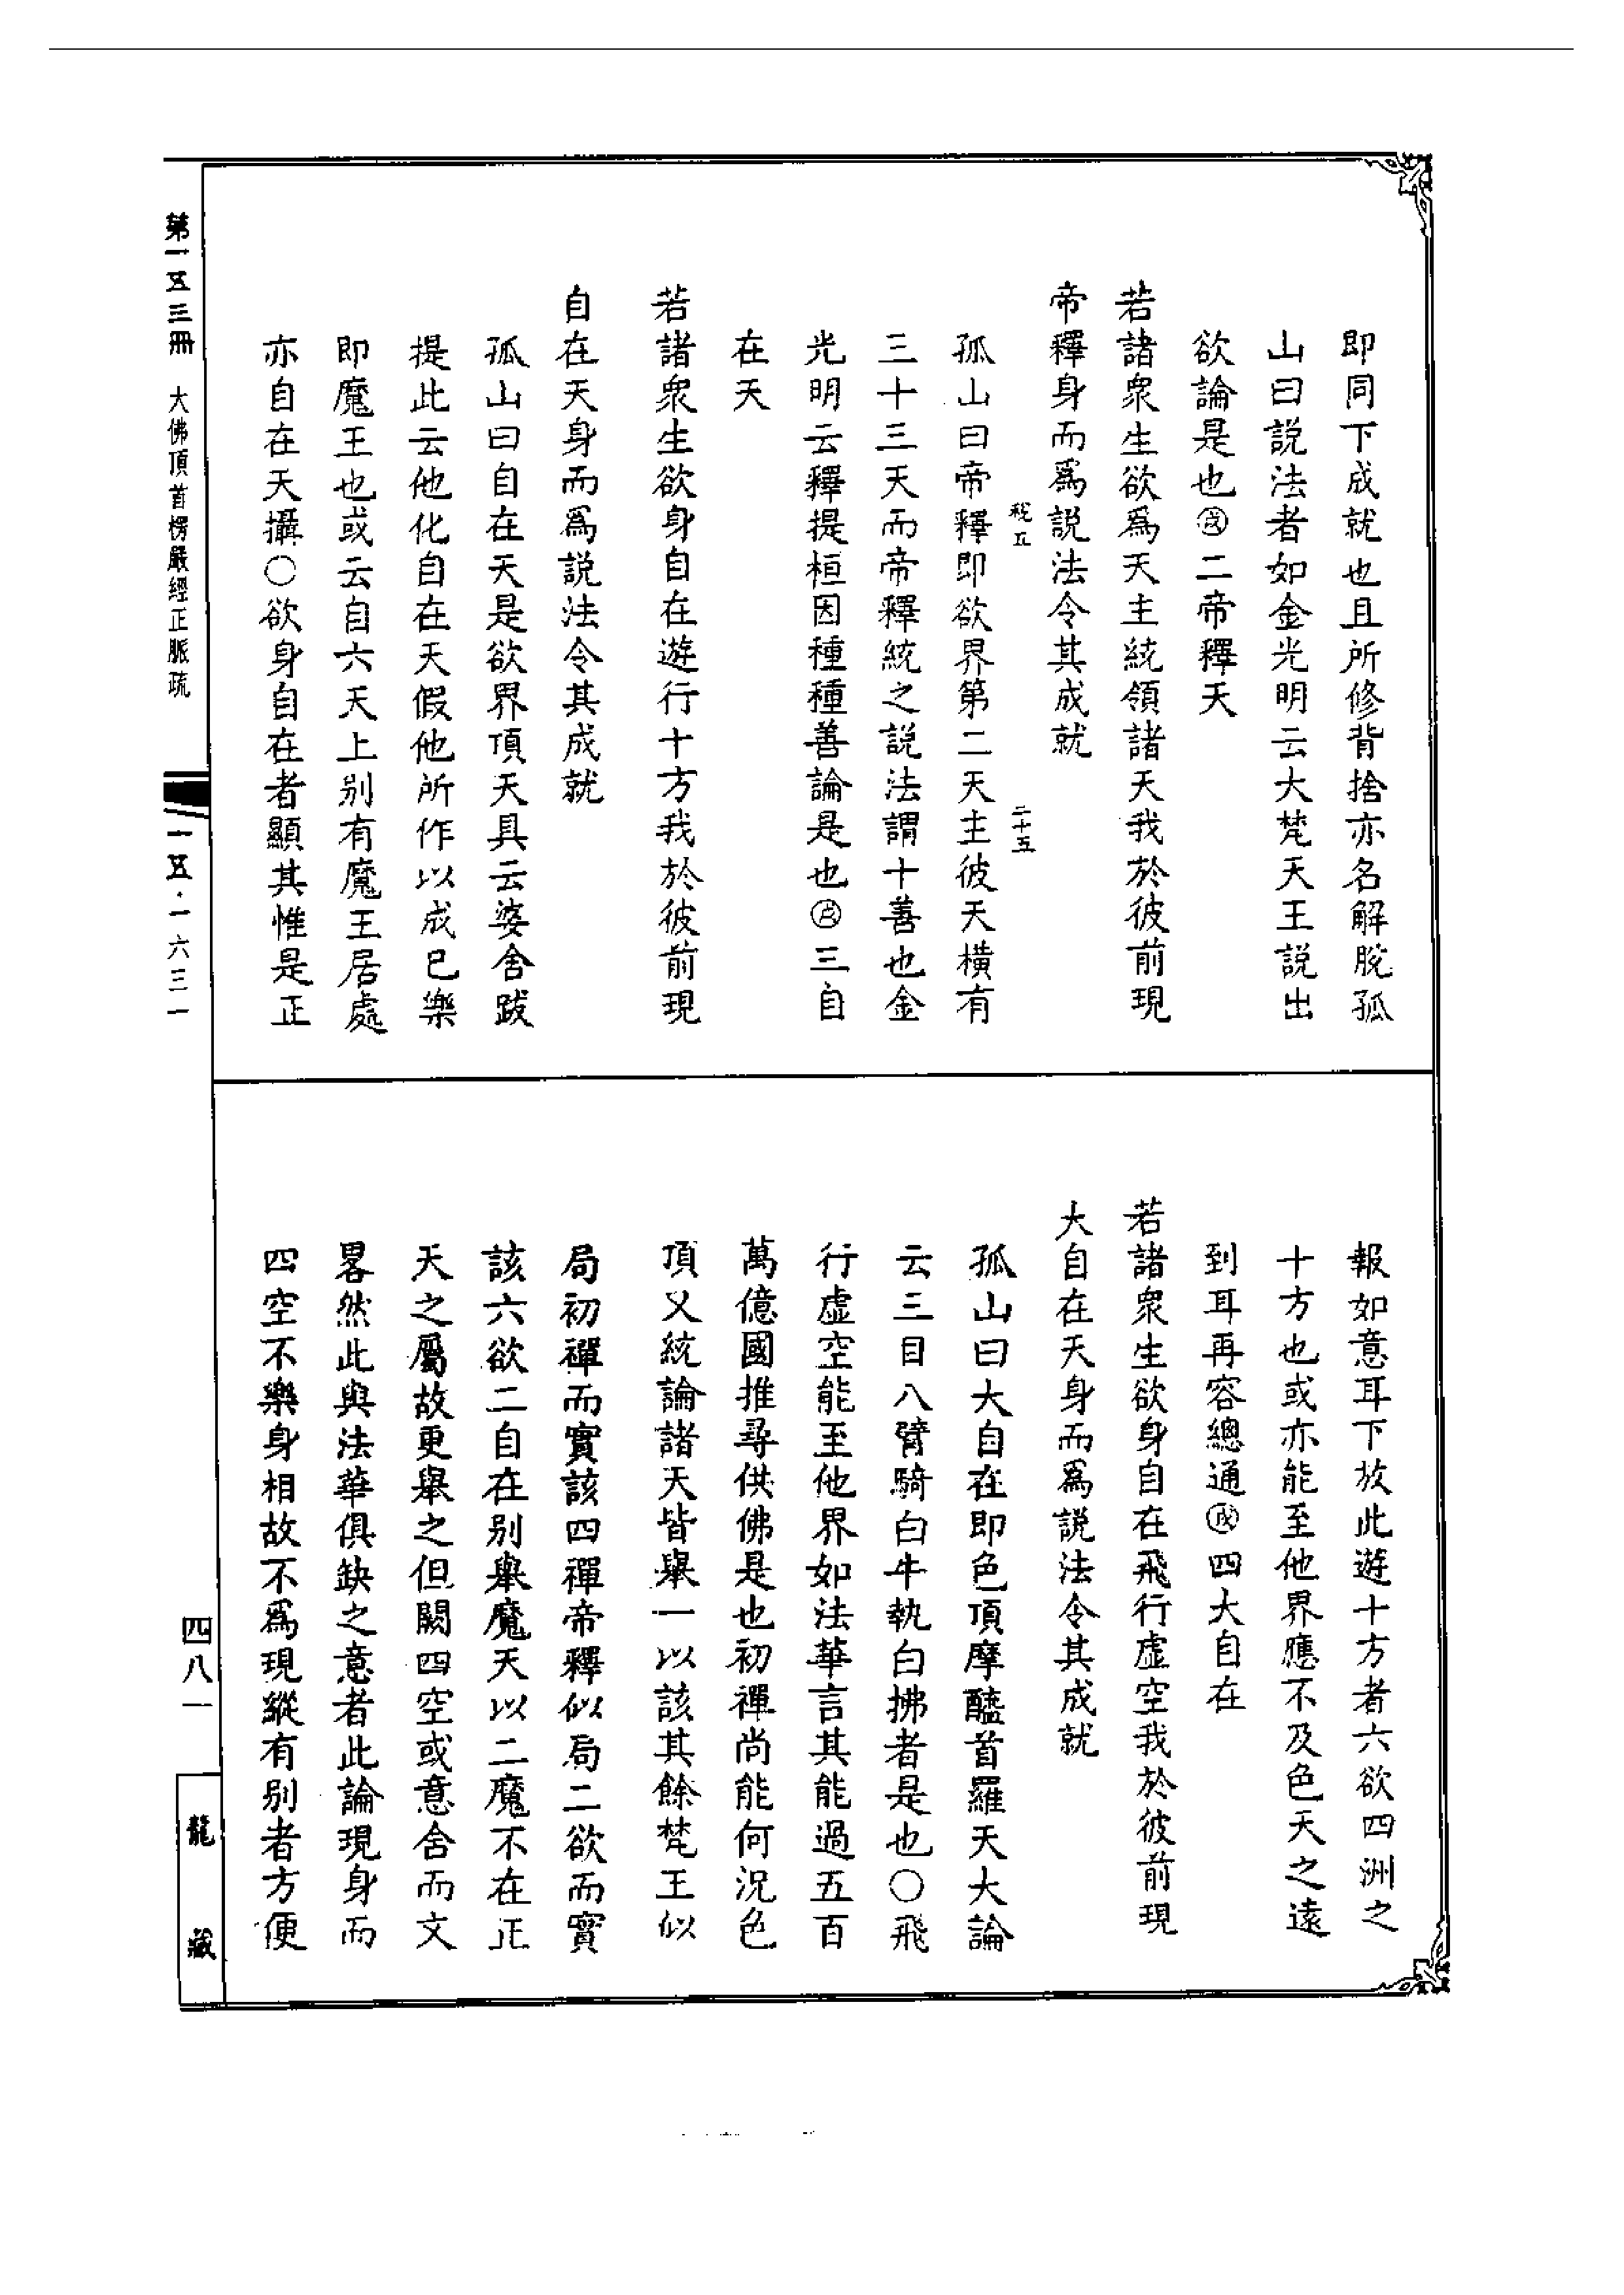 即同下成就也且所修背捨亦名解脫孤
山曰說法者如金光明云大梵天王說出
欲論是也㊛二帝釋天
若諸衆生欲爲天主統領諸天我於彼前現
帝釋身而爲說法令其成就
二十五
孤山曰帝釋即欲界第二天主彼天橫有
三十三天而帝釋統之說法謂十善也金
光明云釋提桓因種種善論是也三自
在天
若諸衆生欲身自在遊行十方我於彼前現
自在天身而爲說法令其成就
孤山曰自在天是欲界頂天具云婆舍跋
提此云他化自在天假他所作以成已樂
即魔王也或云自六天上别有魔王居處
亦自在天攝○欲身自在者顯其惟是正
報如意耳下放此遊十方者六欲四洲之
十方也或亦能至他界應不及色天之遠
到耳再容總通四大自在
若諸衆生欲身自在飛行虛空我於彼前現
大自在天身而爲說法令其成就
孤山曰大自在即色頂摩醯首羅天大論
云三目八臂騎白牛執白拂者是也○飛
行虛空能至他界如法華言其能過五百
萬億國推尋供佛是也初禪尚能何況色
頂又統論諸天皆舉一以該其餘梵王似
局初禪而實該四禪帝釋似局二欲而實
該六欲二自在别舉魔天以二魔不在正
天之屬故更舉之但闕四空或意含而文
畧然此與法華俱缺之意者此論現身而
四空不樂身相故不爲現縱有别者方便
第一五三冊 大佛頂首楞嚴經正脈疏
一五·一六三一
四八一
龍藏